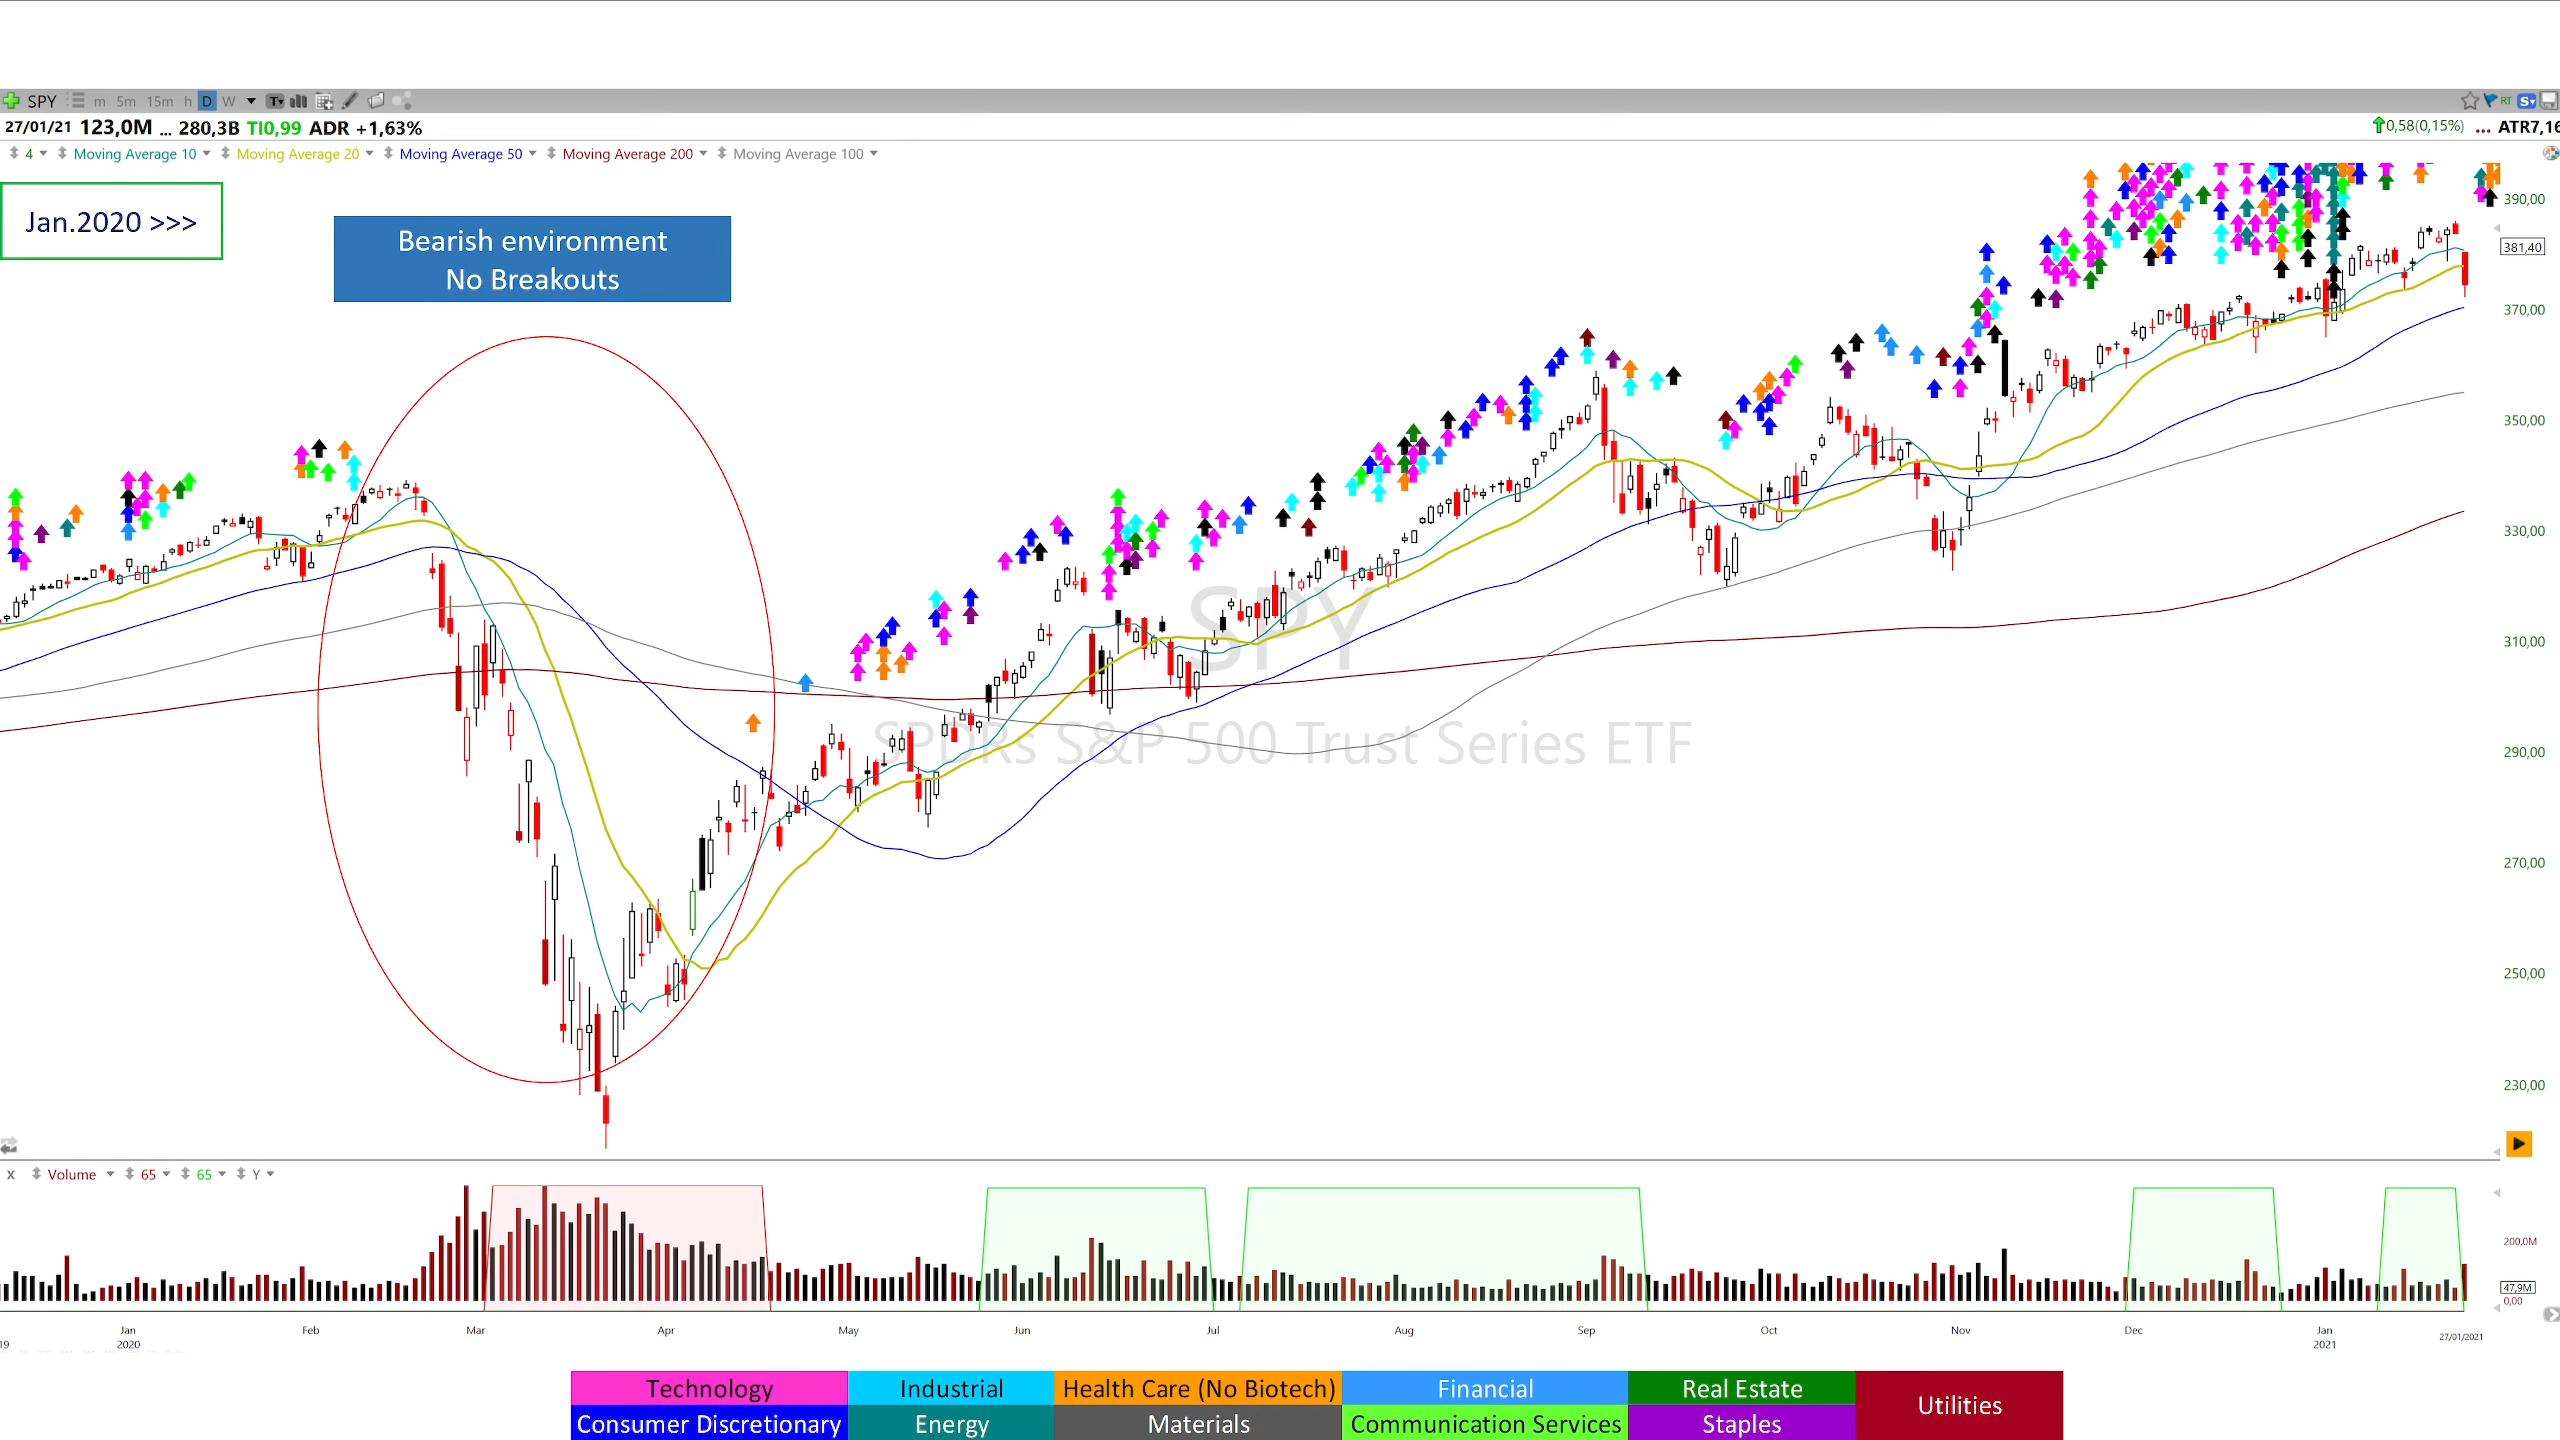 SPY m 5m 15m h D W T RT S
27/01/21 123,0M ... 280,3B TI0,99 ADR +1,63% 0,58(0,15%) ... ATR7,16
4 Moving Average 10 Moving Average 20 Moving Average 50 Moving Average 200 Moving Average 100
Jan.2020 >>>
Bearish environment
No Breakouts
390,00
381,40
370,00
350,00
330,00
310,00
290,00
270,00
250,00
230,00
SPY
SPDRs S&P 500 Trust Series ETF
x Volume 65 65 Y
200,0M
47,9M
0,00
Jan Feb Mar Apr May Jun Jul Aug Sep Oct Nov Dec Jan 27/01/2021
19 2020 2021
Technology Industrial Health Care (No Biotech) Financial Real Estate Utilities
Consumer Discretionary Energy Materials Communication Services Staples